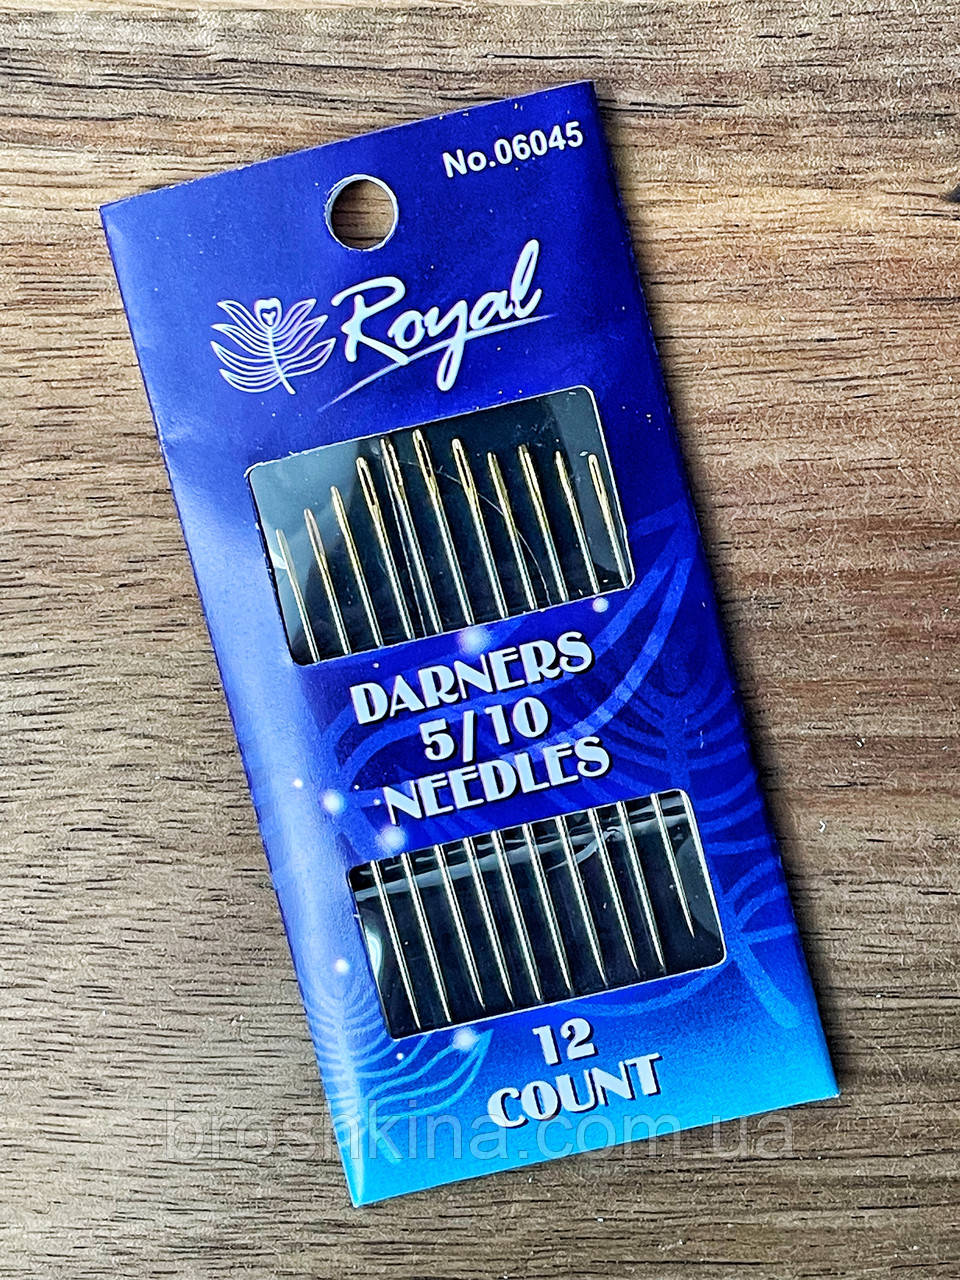 No.06045
Royal
DARNERS
5/10
NEEDLES
12
COUNT
broshkina.com.ua